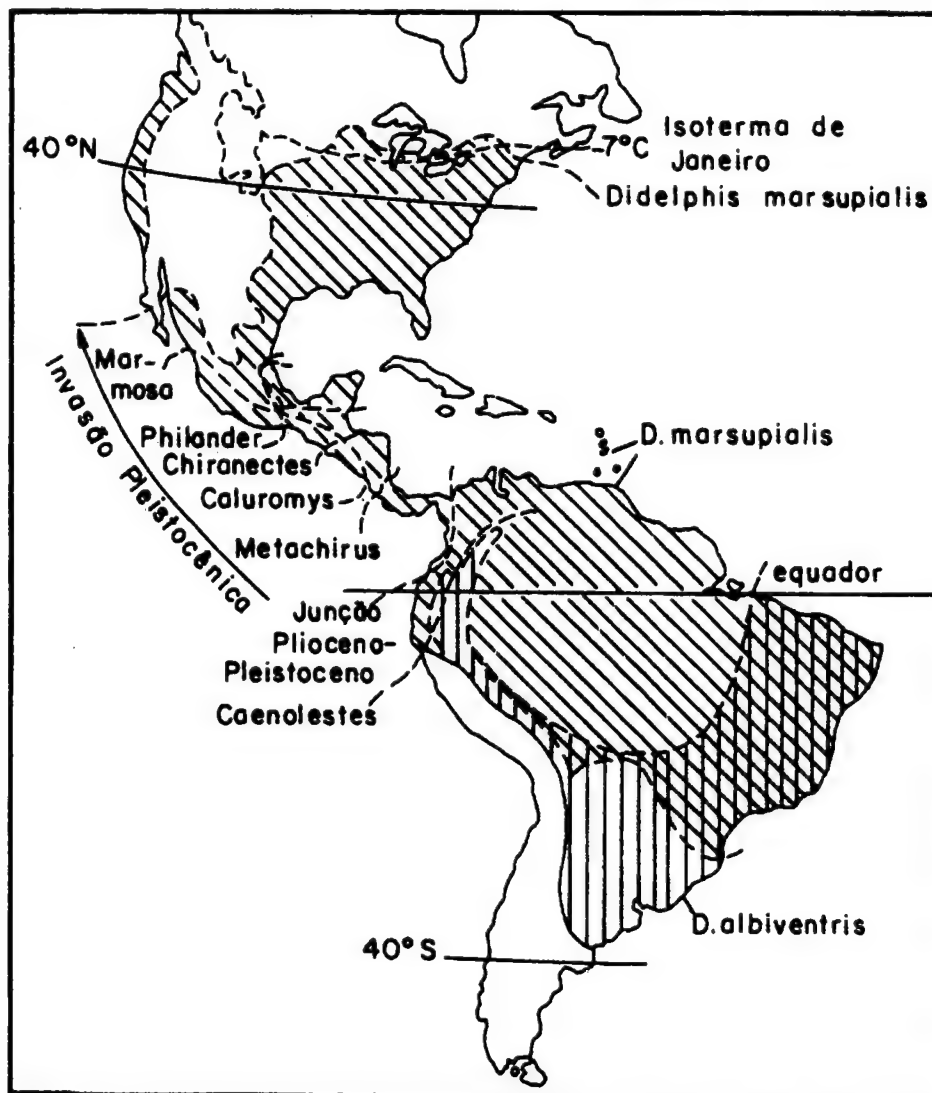 40°N
7°C Isoterma de
Janeiro
Didelphis marsupialis
Invasão Pleistocênica
Mar-
mosa
Philander
Chiranectes
Caluromys
Metachirus
D. marsupialis
equador
Junção
Plioceno-
Pleistoceno
Caenolestes
D. albiventris
40°S